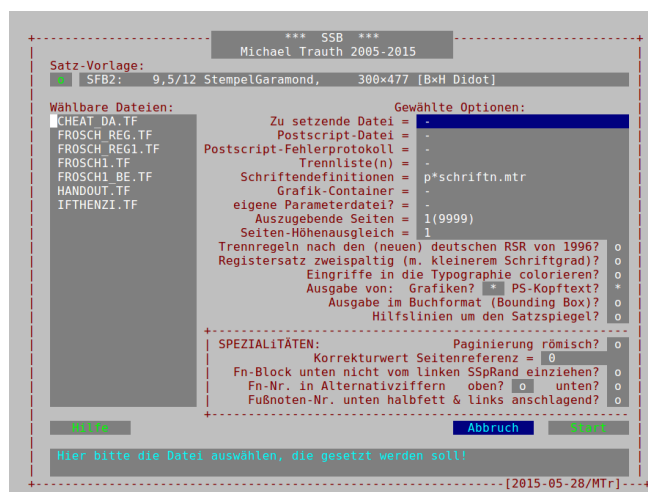 *** SSB ***
Michael Trauth 2005-2015
Satz-Vorlage:
o SFB2: 9,5/12 StempelGaramond, 300×477 [B×H Didot]
Wählbare Dateien: Gewählte Optionen:
CHEAT_DA.TF Zu setzende Datei = -
FROSCH_REG.TF Postscript-Datei = -
FROSCH_REG1.TF Postscript-Fehlerprotokoll = -
FROSCH1.TF Trennliste(n) = -
FROSCH1_BE.TF Schriftendefinitionen = p*schriftn.mtr
HANDOUT.TF Grafik-Container = -
IFTHENZI.TF eigene Parameterdatei? = -
Auszugebende Seiten = 1(9999)
Seiten-Höhenausgleich = 1
Trennregeln nach den (neuen) deutschen RSR von 1996? o
Registersatz zweispaltig (m. kleinerem Schriftgrad)? o
Eingriffe in die Typographie colorieren? o
Ausgabe von: Grafiken? * PS-Kopftext? *
Ausgabe im Buchformat (Bounding Box)? o
Hilfslinien um den Satzspiegel? o
SPEZIALiTÄTEN: Paginierung römisch? o
Korrekturwert Seitenreferenz = 0
Fn-Block unten nicht vom linken SSpRand einziehen? o
Fn-Nr. in Alternativziffern oben? o unten? o
Fußnoten-Nr. unten halbfett & links anschlagend? o
Hilfe Abbruch Start
Hier bitte die Datei auswählen, die gesetzt werden soll!
[2015-05-28/MTr]